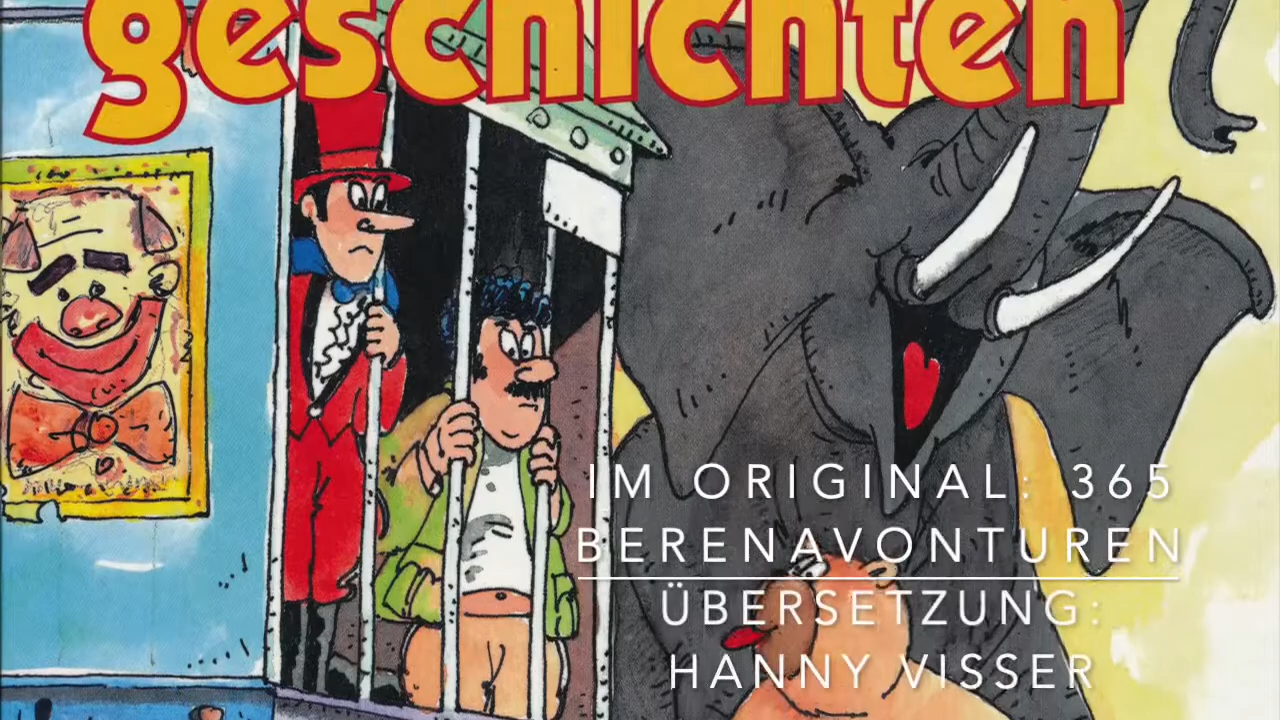 geschichten
IM ORIGINAL: 365
BERENAVONTUREN
ÜBERSETZUNG:
HANNY VISSER